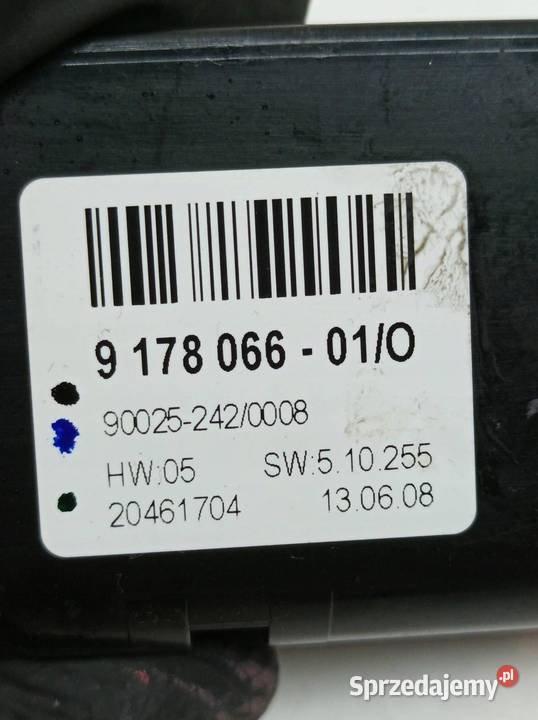 9 178 066 - 01/O
90025-242/0008
HW:05 SW:5.10.255
20461704 13.06.08
Sprzedajemy.pl